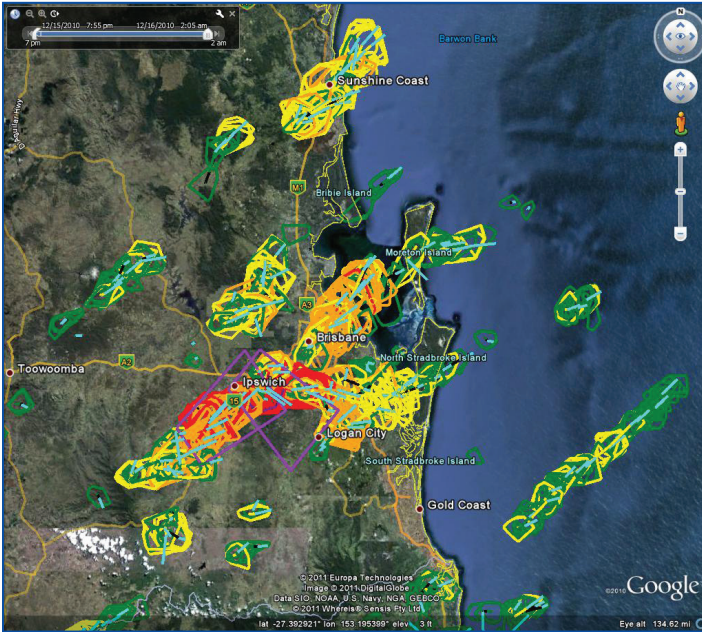 12/15/2010 7:55 pm 12/16/2010 2:05 am
7 pm 2 am
N
Barwon Bank
Sunshine Coast
M1
Bribie Island
Moreton Island
A3
Brisbane
North Stradbroke Island
A2
Toowoomba
Ipswich
15
Logan City
South Stradbroke Island
Gold Coast
© 2011 Europa Technologies
Image © 2011 DigitalGlobe
Data SIO, NOAA, U.S. Navy, NGA, GEBCO
© 2011 Whereis® Sensis Pty Ltd
©2010 Google
lat -27.392921° lon 153.195399° elev 3 ft Eye alt 134.62 mi